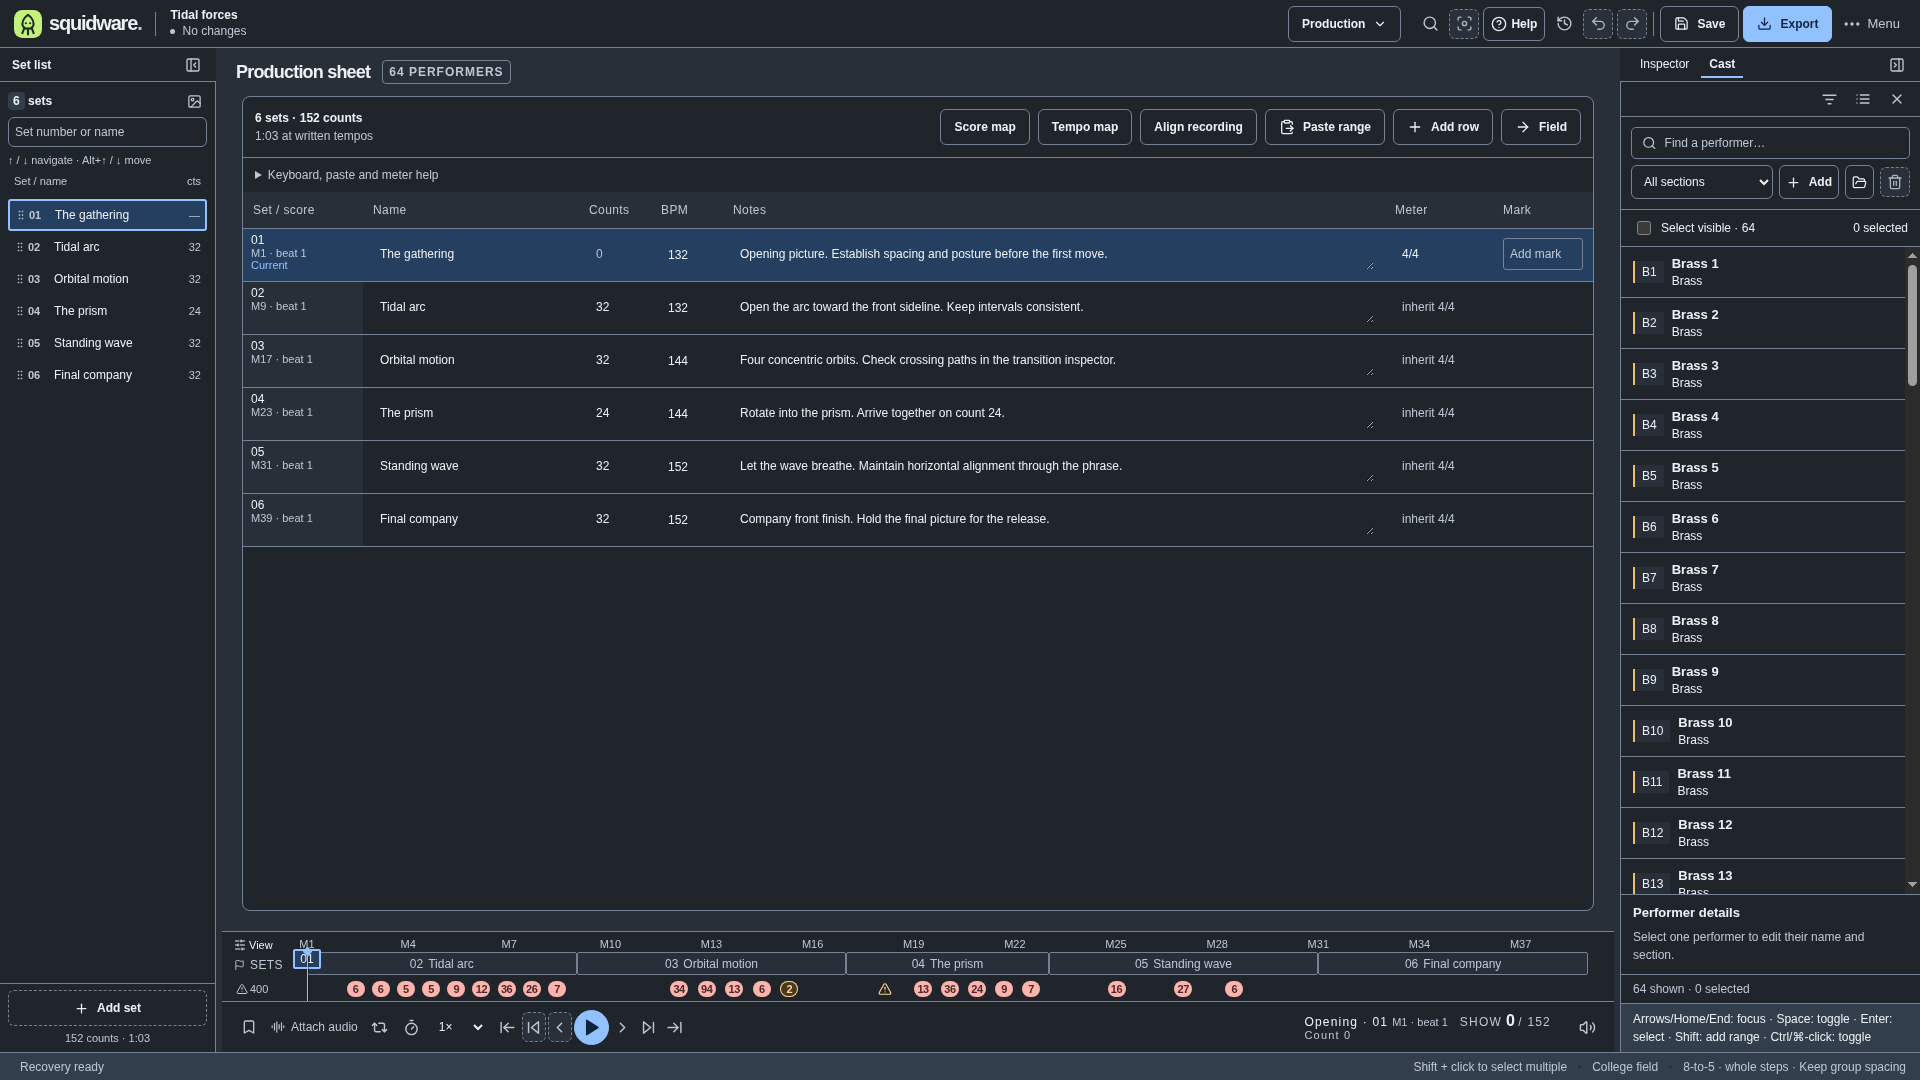 squidware.
Tidal forces
No changes
Production
Help
Save
Export
Menu
Set list
6 sets
Set number or name
↑ / ↓ navigate · Alt+↑ / ↓ move
Set / name cts
01 The gathering —
02 Tidal arc 32
03 Orbital motion 32
04 The prism 24
05 Standing wave 32
06 Final company 32
Add set
152 counts · 1:03
Production sheet 64 PERFORMERS
6 sets · 152 counts
1:03 at written tempos
Score map Tempo map Align recording Paste range Add row Field
Keyboard, paste and meter help
Set / score Name Counts BPM Notes Meter Mark
01
M1 · beat 1
Current
The gathering 0 132 Opening picture. Establish spacing and posture before the first move. 4/4 Add mark
02
M9 · beat 1
Tidal arc 32 132 Open the arc toward the front sideline. Keep intervals consistent. inherit 4/4
03
M17 · beat 1
Orbital motion 32 144 Four concentric orbits. Check crossing paths in the transition inspector. inherit 4/4
04
M23 · beat 1
The prism 24 144 Rotate into the prism. Arrive together on count 24. inherit 4/4
05
M31 · beat 1
Standing wave 32 152 Let the wave breathe. Maintain horizontal alignment through the phrase. inherit 4/4
06
M39 · beat 1
Final company 32 152 Company front finish. Hold the final picture for the release. inherit 4/4
View M1 M4 M7 M10 M13 M16 M19 M22 M25 M28 M31 M34 M37
SETS 01 02 Tidal arc 03 Orbital motion 04 The prism 05 Standing wave 06 Final company
400 6 6 5 5 9 12 36 26 7 34 94 13 6 2 13 36 24 9 7 16 27 6
Attach audio 1×
Opening · 01 M1 · beat 1 SHOW 0 / 152
Count 0
Inspector Cast
Find a performer…
All sections Add
Select visible · 64 0 selected
B1 Brass 1
Brass
B2 Brass 2
Brass
B3 Brass 3
Brass
B4 Brass 4
Brass
B5 Brass 5
Brass
B6 Brass 6
Brass
B7 Brass 7
Brass
B8 Brass 8
Brass
B9 Brass 9
Brass
B10 Brass 10
Brass
B11 Brass 11
Brass
B12 Brass 12
Brass
B13 Brass 13
Brass
Performer details
Select one performer to edit their name and
section.
64 shown · 0 selected
Arrows/Home/End: focus · Space: toggle · Enter:
select · Shift: add range · Ctrl/⌘-click: toggle
Recovery ready
Shift + click to select multiple · College field · 8-to-5 · whole steps · Keep group spacing